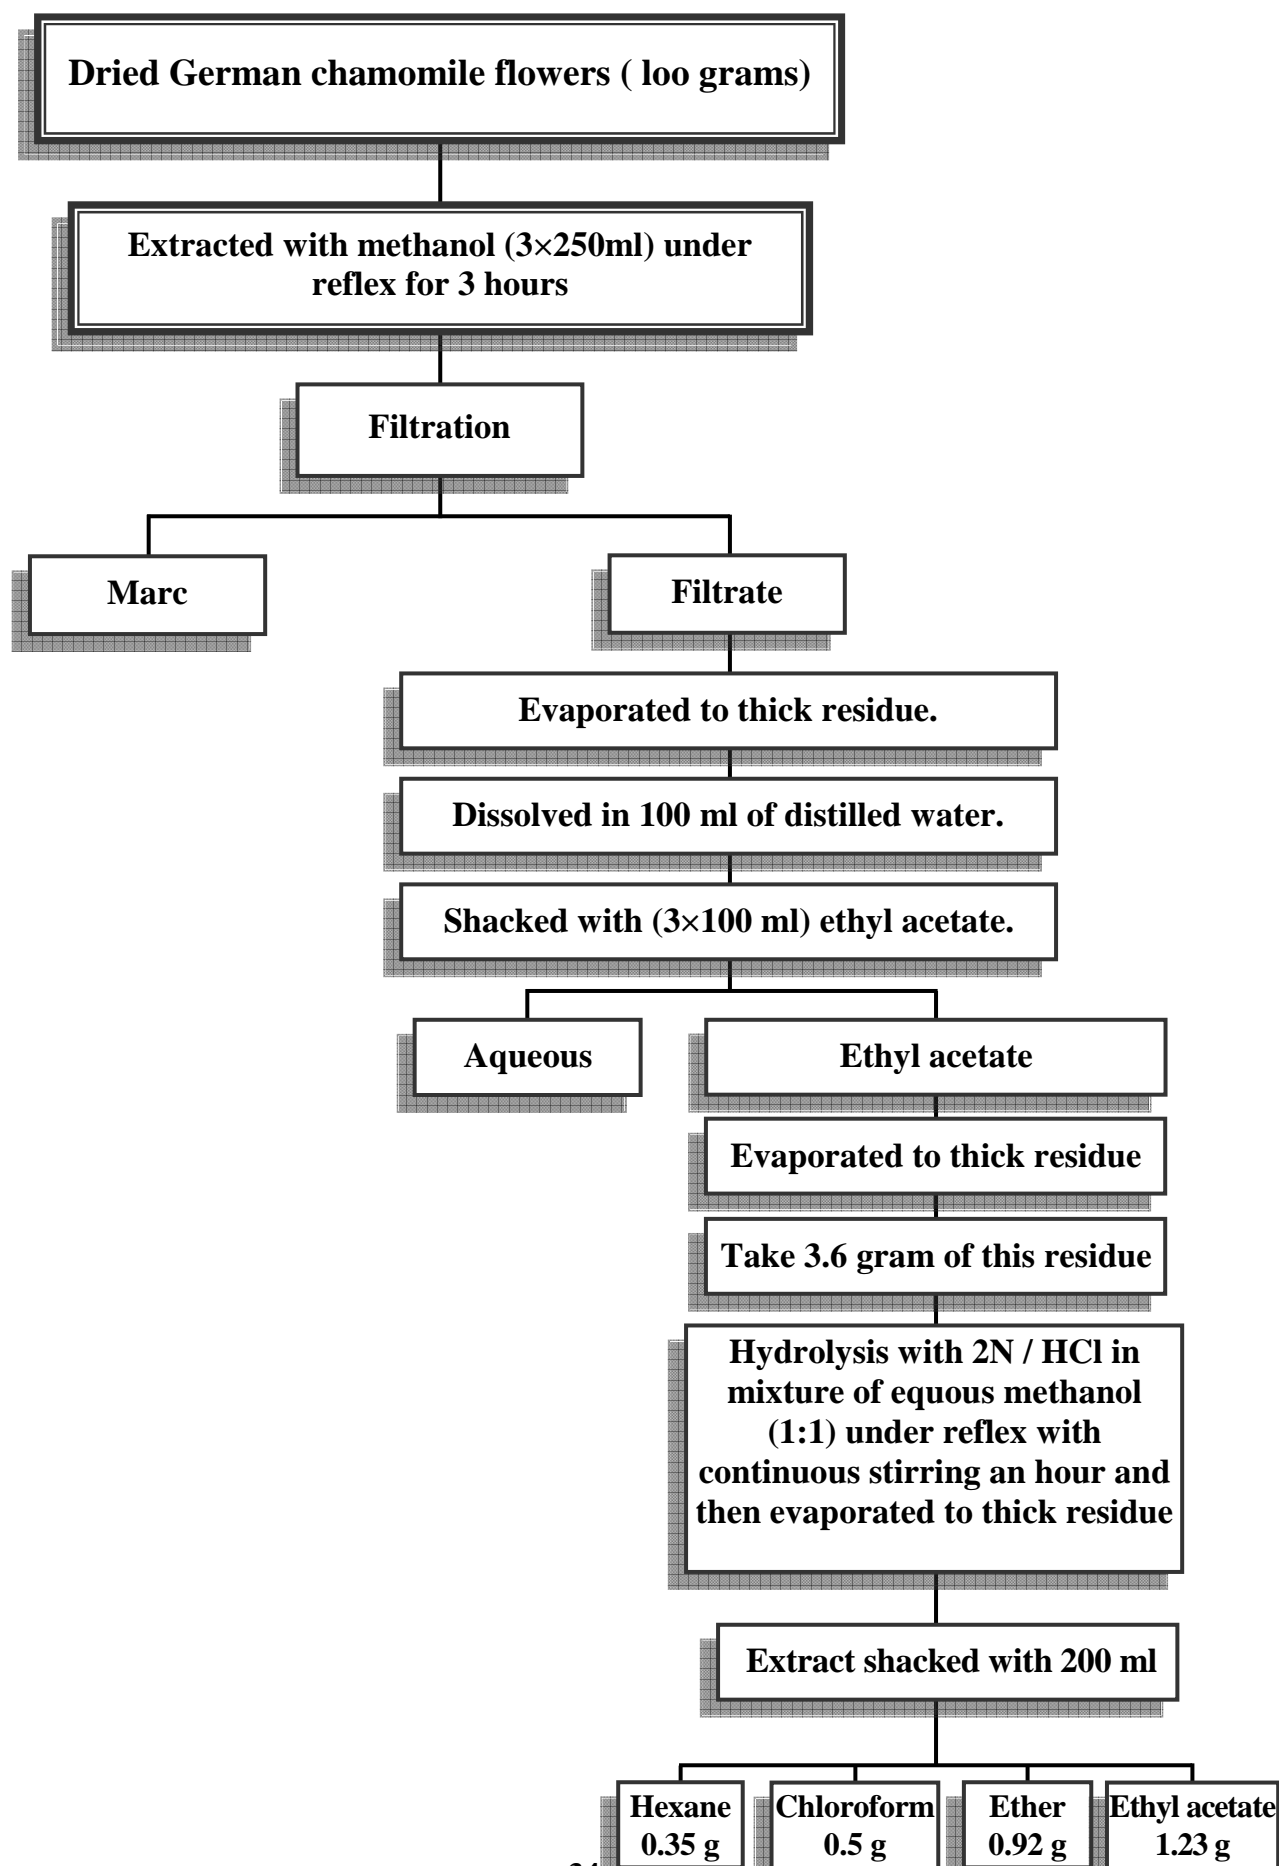 Dried German chamomile flowers ( loo grams)
Extracted with methanol (3×250ml) under
reflex for 3 hours
Filtration
Marc
Filtrate
Evaporated to thick residue.
Dissolved in 100 ml of distilled water.
Shacked with (3×100 ml) ethyl acetate.
Aqueous
Ethyl acetate
Evaporated to thick residue
Take 3.6 gram of this residue
Hydrolysis with 2N / HCl in
mixture of equous methanol
(1:1) under reflex with
continuous stirring an hour and
then evaporated to thick residue
Extract shacked with 200 ml
Hexane
0.35 g
Chloroform
0.5 g
Ether
0.92 g
Ethyl acetate
1.23 g